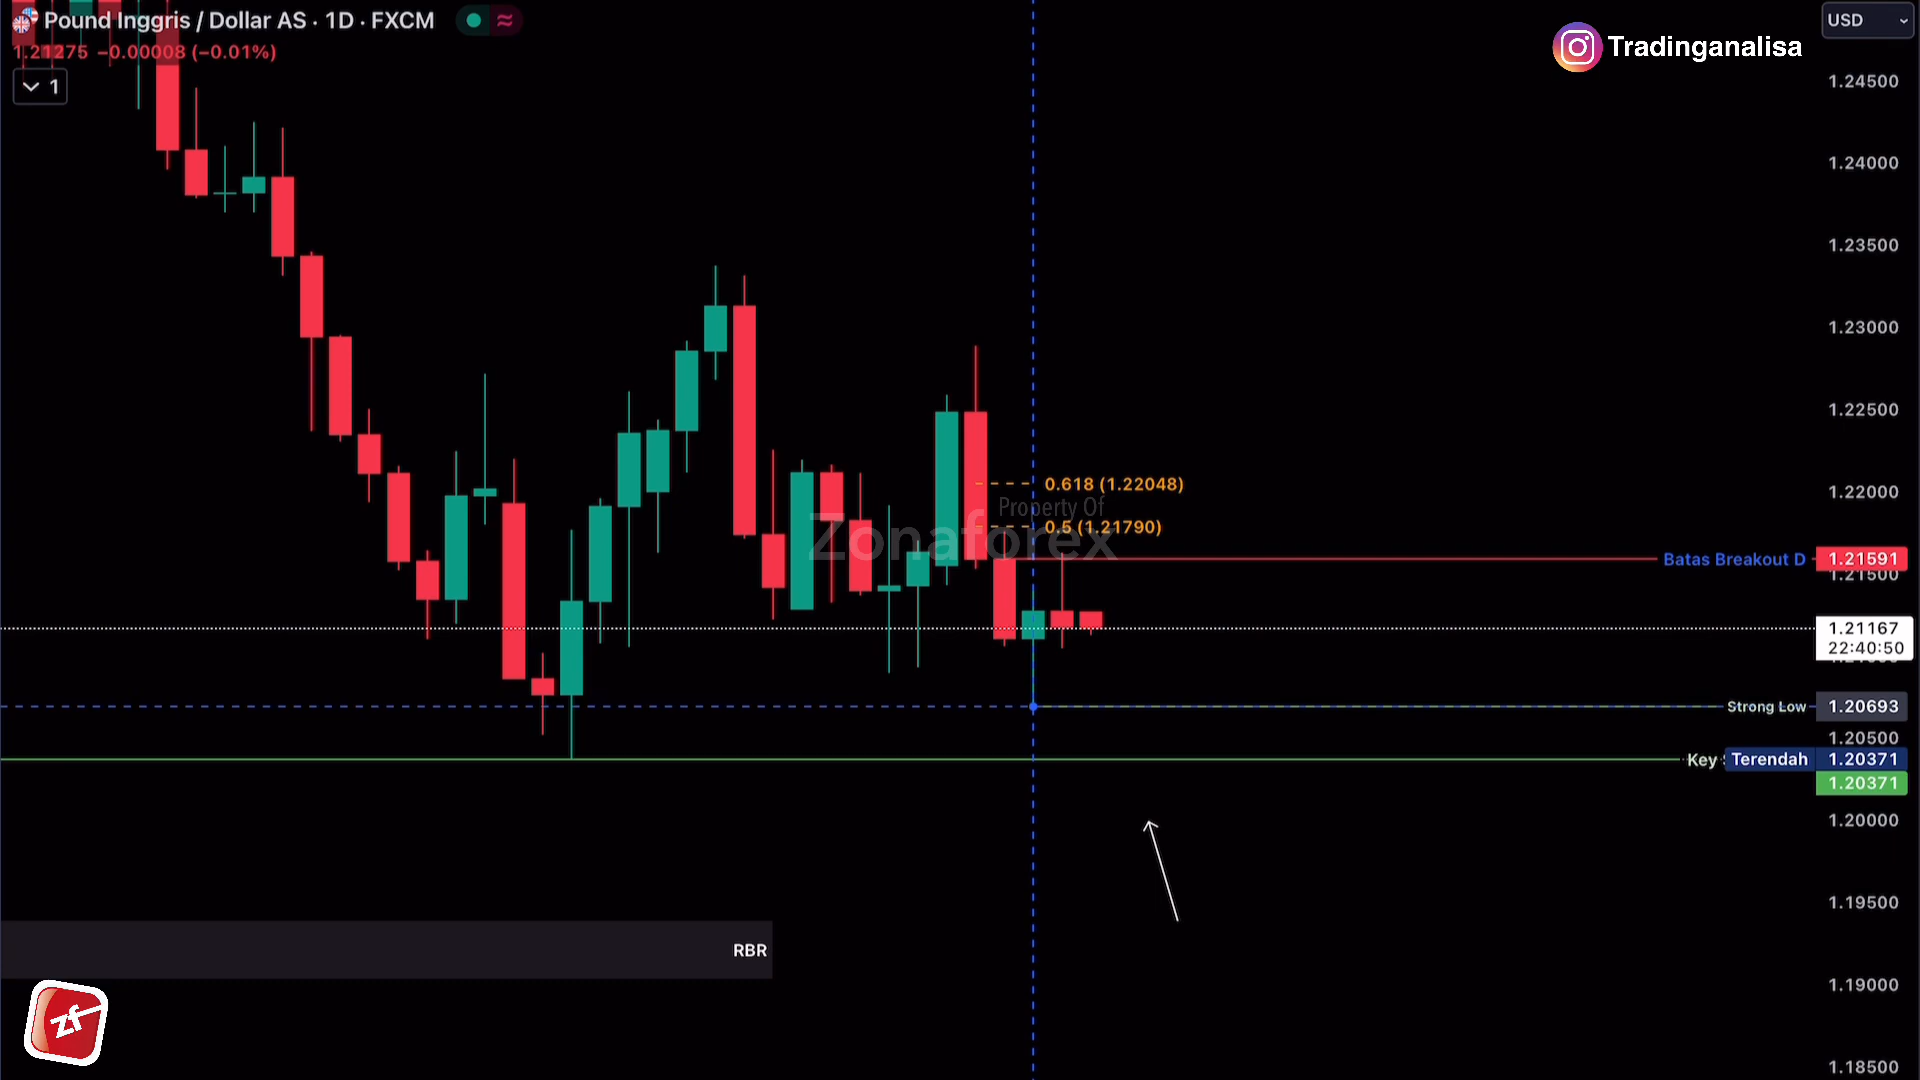 Pound Inggris / Dollar AS · 1D · FXCM
1.21275 −0.00008 (−0.01%)
1
Tradinganalisa
USD
1.24500
1.24000
1.23500
1.23000
1.22500
0.618 (1.22048)
1.22000
Property Of
Zonaforex
0.5 (1.21790)
Batas Breakout D
1.21591
1.21500
1.21167
22:40:50
Strong Low
1.20693
1.20500
Key
Terendah
1.20371
1.20371
1.20000
1.19500
RBR
1.19000
zf
1.18500